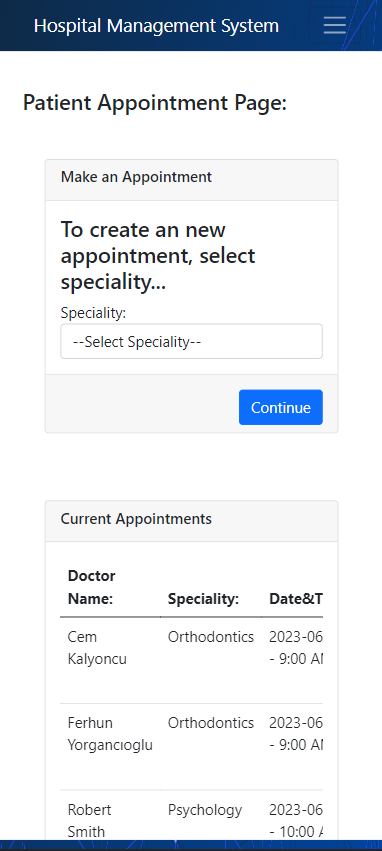 Hospital Management System
Patient Appointment Page:
Make an Appointment
To create an new
appointment, select
speciality...
Speciality:
--Select Speciality--
Continue
Current Appointments
Doctor
Name: Speciality: Date&T
Cem Orthodontics 2023-06
Kalyoncu - 9:00 AM
Ferhun Orthodontics 2023-06
Yorgancıoglu - 9:00 AM
Robert Psychology 2023-06
Smith - 10:00 A